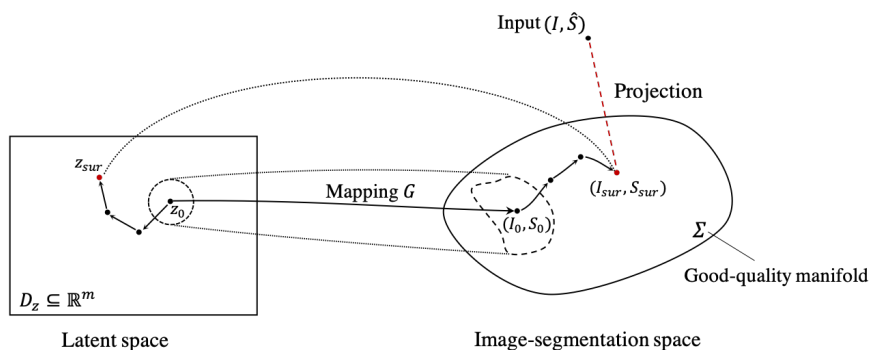 Input (𝐼, Ŝ)
Projection
z_sur
z_0
Mapping G
(I_0, S_0)
(I_sur, S_sur)
Σ
Good-quality manifold
D_z ⊆ ℝ^m
Latent space
Image-segmentation space